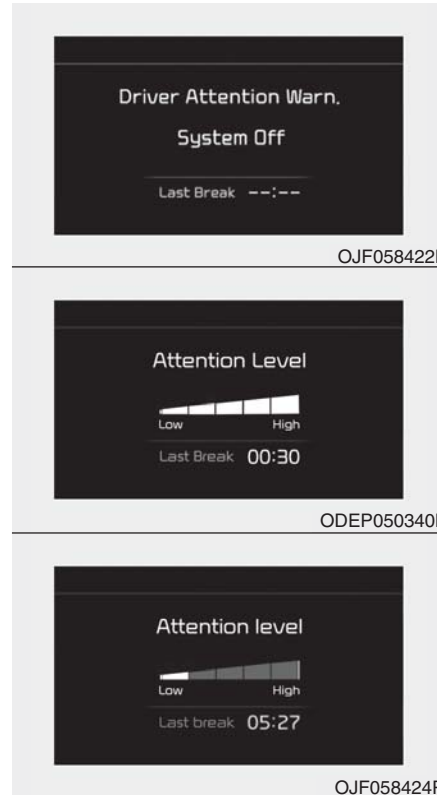 Driver Attention Warn.
System Off
Last Break --:--
OJF058422
Attention Level
Low High
Last Break 00:30
ODEP050340
Attention level
Low High
Last break 05:27
OJF058424